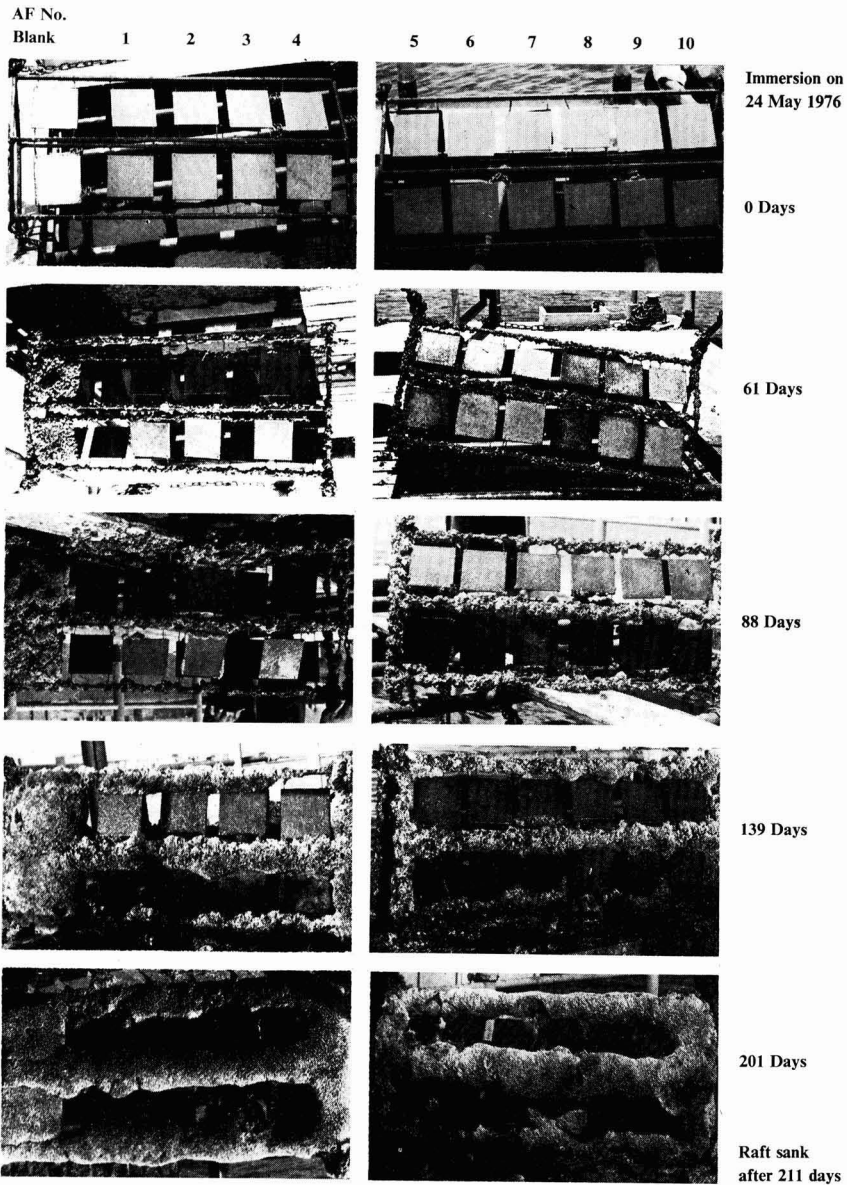 AF No.
Blank 1 2 3 4 5 6 7 8 9 10
Immersion on
24 May 1976
0 Days
61 Days
88 Days
139 Days
201 Days
Raft sank
after 211 days